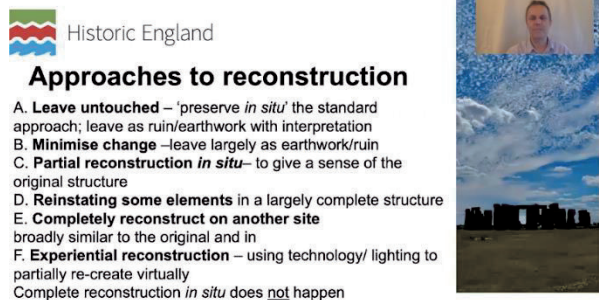 Historic England
Approaches to reconstruction
A. Leave untouched – ‘preserve in situ’ the standard
approach; leave as ruin/earthwork with interpretation
B. Minimise change –leave largely as earthwork/ruin
C. Partial reconstruction in situ– to give a sense of the
original structure
D. Reinstating some elements in a largely complete structure
E. Completely reconstruct on another site
broadly similar to the original and in
F. Experiential reconstruction – using technology/ lighting to
partially re-create virtually
Complete reconstruction in situ does not happen